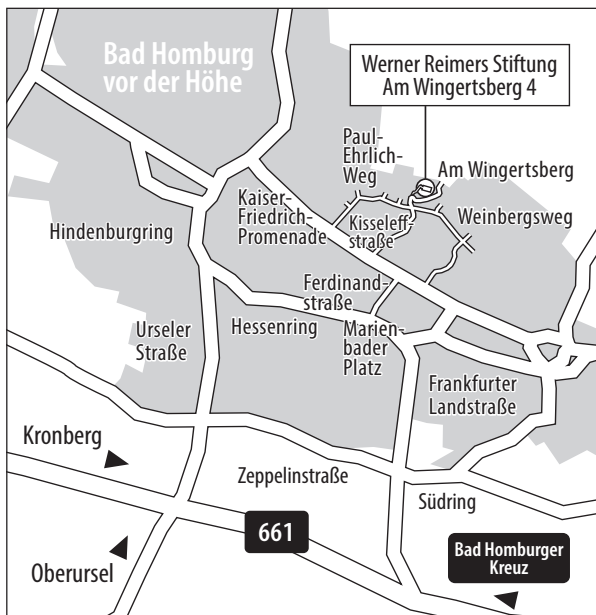 Bad Homburg
vor der Höhe
Werner Reimers Stiftung
Am Wingertsberg 4
Paul-
Ehrlich-
Weg
Am Wingertsberg
Kaiser-
Friedrich-
Promenade
Kisseleff-
straße
Weinbergsweg
Hindenburgring
Ferdinand-
straße
Urseler
Straße
Hessenring
Marien-
bader
Platz
Frankfurter
Landstraße
Kronberg
Zeppelinstraße
Südring
661
Bad Homburger
Kreuz
Oberursel